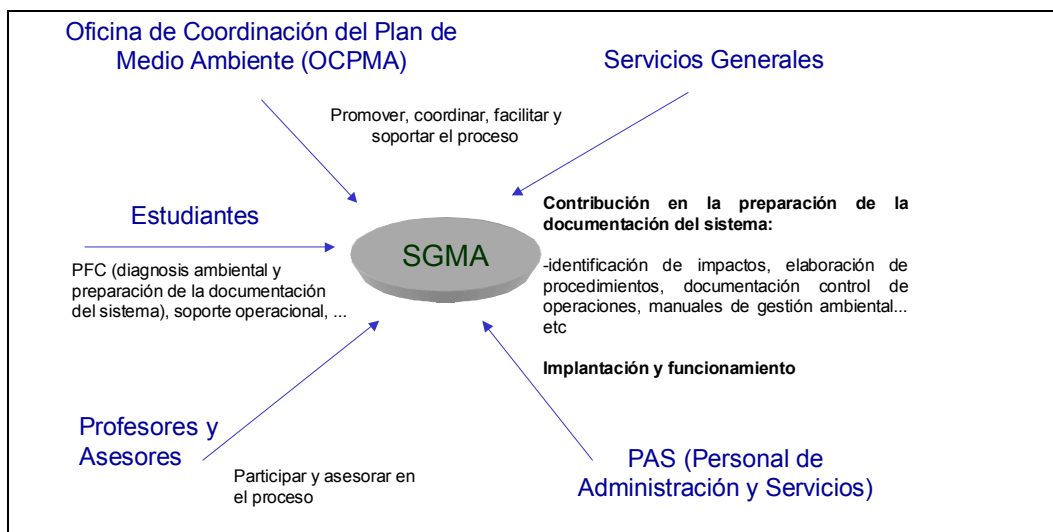 Oficina de Coordinación del Plan de
Medio Ambiente (OCPMA)
Servicios Generales
Promover, coordinar, facilitar y
soportar el proceso
Estudiantes
PFC (diagnosis ambiental y
preparación de la documentación
del sistema), soporte operacional, ...
SGMA
Contribución en la preparación de la
documentación del sistema:
-identificación de impactos, elaboración de
procedimientos, documentación control de
operaciones, manuales de gestión ambiental...
etc
Implantación y funcionamiento
Profesores y
Asesores
Participar y asesorar en
el proceso
PAS (Personal de
Administración y Servicios)